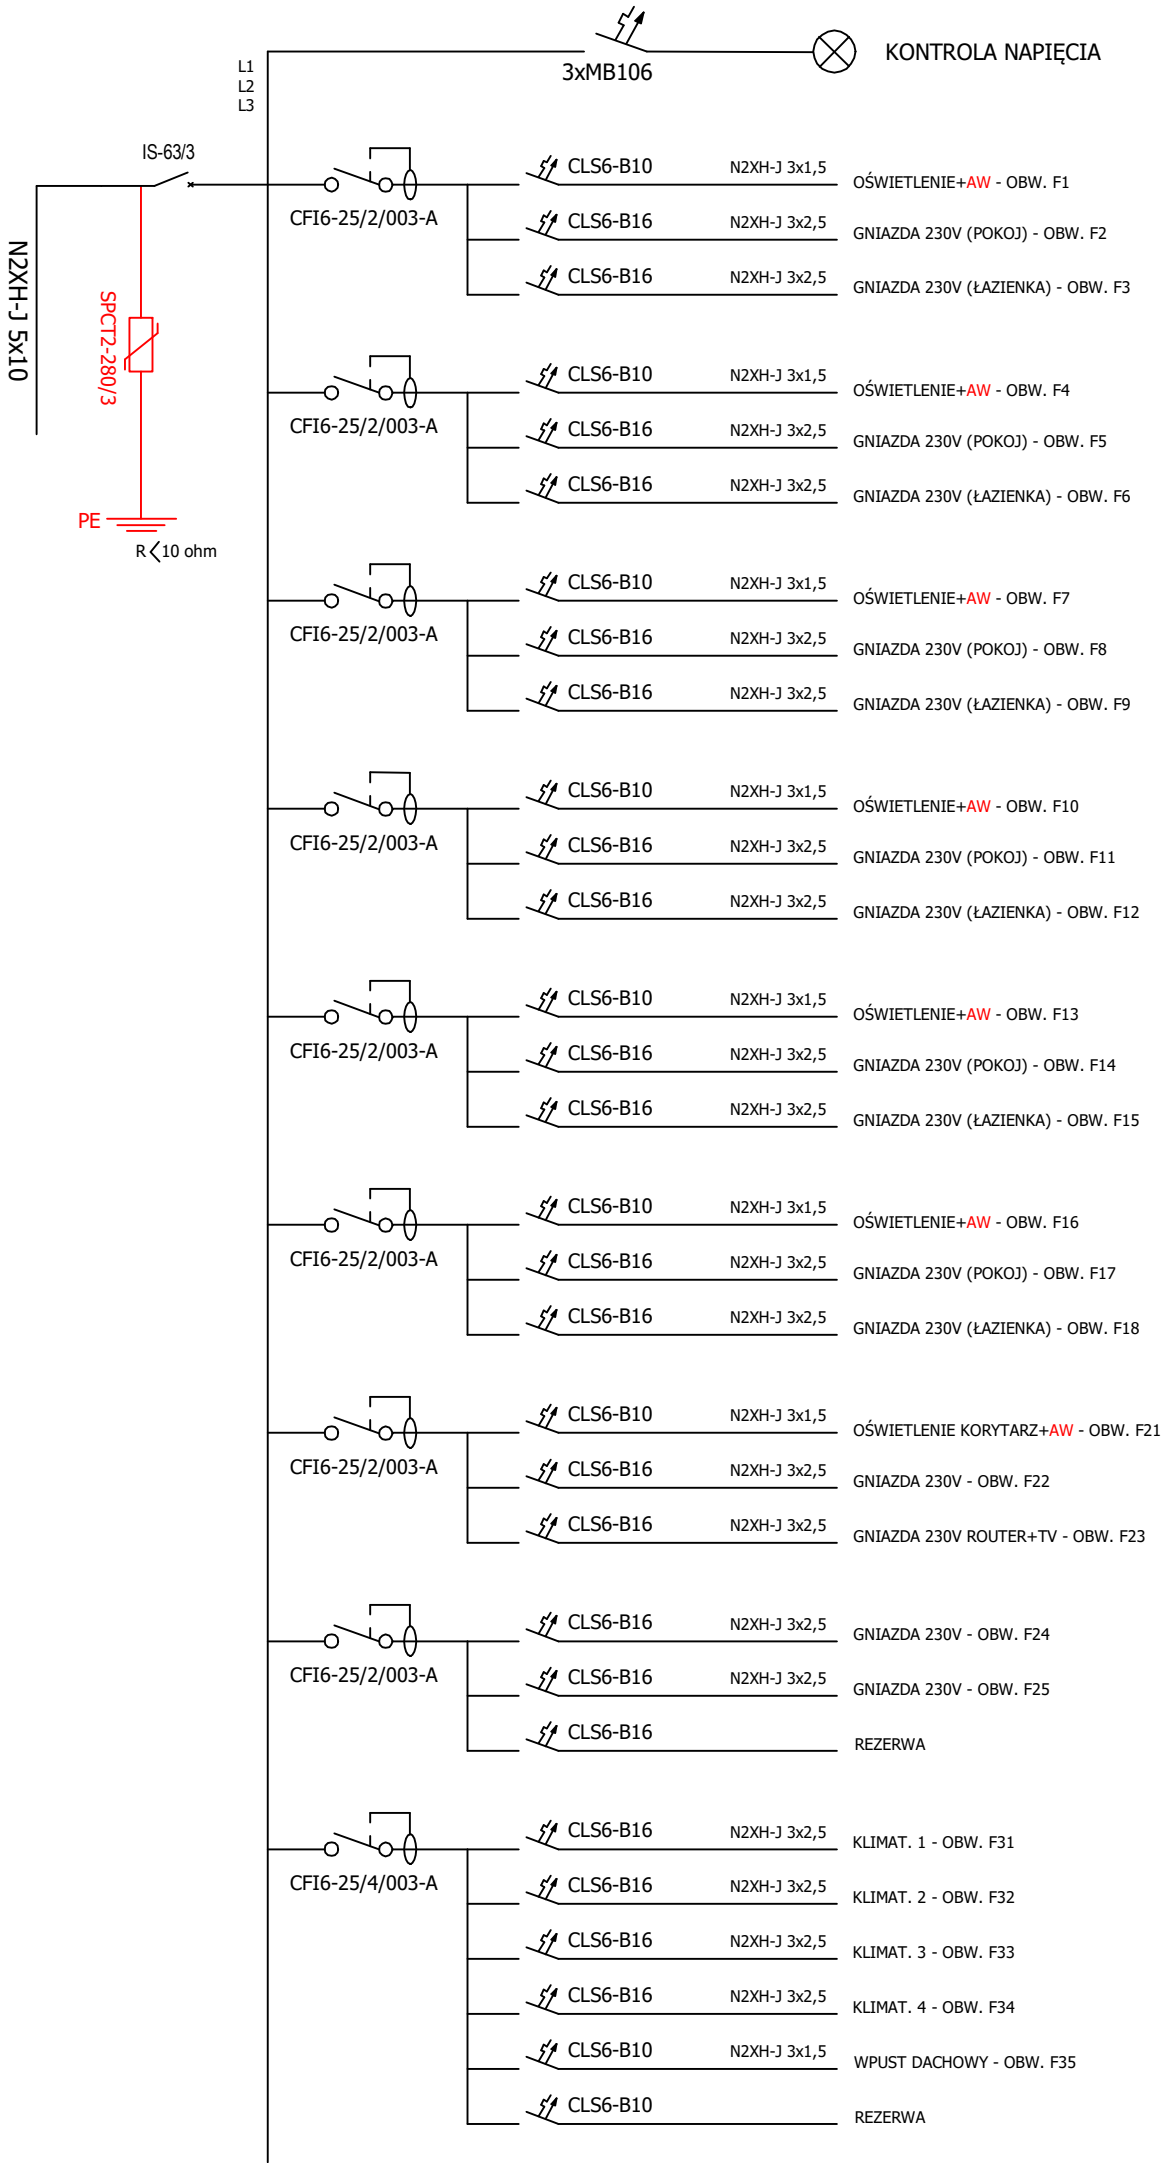 KONTROLA NAPIĘCIA
3xMB106
L1
L2
L3
IS-63/3
N2XH-J 5x10
SPCT2-280/3
PE
R<10 ohm
CFI6-25/2/003-A
CLS6-B10 N2XH-J 3x1,5 OŚWIETLENIE+AW - OBW. F1
CLS6-B16 N2XH-J 3x2,5 GNIAZDA 230V (POKOJ) - OBW. F2
CLS6-B16 N2XH-J 3x2,5 GNIAZDA 230V (ŁAZIENKA) - OBW. F3
CFI6-25/2/003-A
CLS6-B10 N2XH-J 3x1,5 OŚWIETLENIE+AW - OBW. F4
CLS6-B16 N2XH-J 3x2,5 GNIAZDA 230V (POKOJ) - OBW. F5
CLS6-B16 N2XH-J 3x2,5 GNIAZDA 230V (ŁAZIENKA) - OBW. F6
CFI6-25/2/003-A
CLS6-B10 N2XH-J 3x1,5 OŚWIETLENIE+AW - OBW. F7
CLS6-B16 N2XH-J 3x2,5 GNIAZDA 230V (POKOJ) - OBW. F8
CLS6-B16 N2XH-J 3x2,5 GNIAZDA 230V (ŁAZIENKA) - OBW. F9
CFI6-25/2/003-A
CLS6-B10 N2XH-J 3x1,5 OŚWIETLENIE+AW - OBW. F10
CLS6-B16 N2XH-J 3x2,5 GNIAZDA 230V (POKOJ) - OBW. F11
CLS6-B16 N2XH-J 3x2,5 GNIAZDA 230V (ŁAZIENKA) - OBW. F12
CFI6-25/2/003-A
CLS6-B10 N2XH-J 3x1,5 OŚWIETLENIE+AW - OBW. F13
CLS6-B16 N2XH-J 3x2,5 GNIAZDA 230V (POKOJ) - OBW. F14
CLS6-B16 N2XH-J 3x2,5 GNIAZDA 230V (ŁAZIENKA) - OBW. F15
CFI6-25/2/003-A
CLS6-B10 N2XH-J 3x1,5 OŚWIETLENIE+AW - OBW. F16
CLS6-B16 N2XH-J 3x2,5 GNIAZDA 230V (POKOJ) - OBW. F17
CLS6-B16 N2XH-J 3x2,5 GNIAZDA 230V (ŁAZIENKA) - OBW. F18
CFI6-25/2/003-A
CLS6-B10 N2XH-J 3x1,5 OŚWIETLENIE KORYTARZ+AW - OBW. F21
CLS6-B16 N2XH-J 3x2,5 GNIAZDA 230V - OBW. F22
CLS6-B16 N2XH-J 3x2,5 GNIAZDA 230V ROUTER+TV - OBW. F23
CFI6-25/2/003-A
CLS6-B16 N2XH-J 3x2,5 GNIAZDA 230V - OBW. F24
CLS6-B16 N2XH-J 3x2,5 GNIAZDA 230V - OBW. F25
CLS6-B16 REZERWA
CFI6-25/4/003-A
CLS6-B16 N2XH-J 3x2,5 KLIMAT. 1 - OBW. F31
CLS6-B16 N2XH-J 3x2,5 KLIMAT. 2 - OBW. F32
CLS6-B16 N2XH-J 3x2,5 KLIMAT. 3 - OBW. F33
CLS6-B16 N2XH-J 3x2,5 KLIMAT. 4 - OBW. F34
CLS6-B10 N2XH-J 3x1,5 WPUST DACHOWY - OBW. F35
CLS6-B10 REZERWA